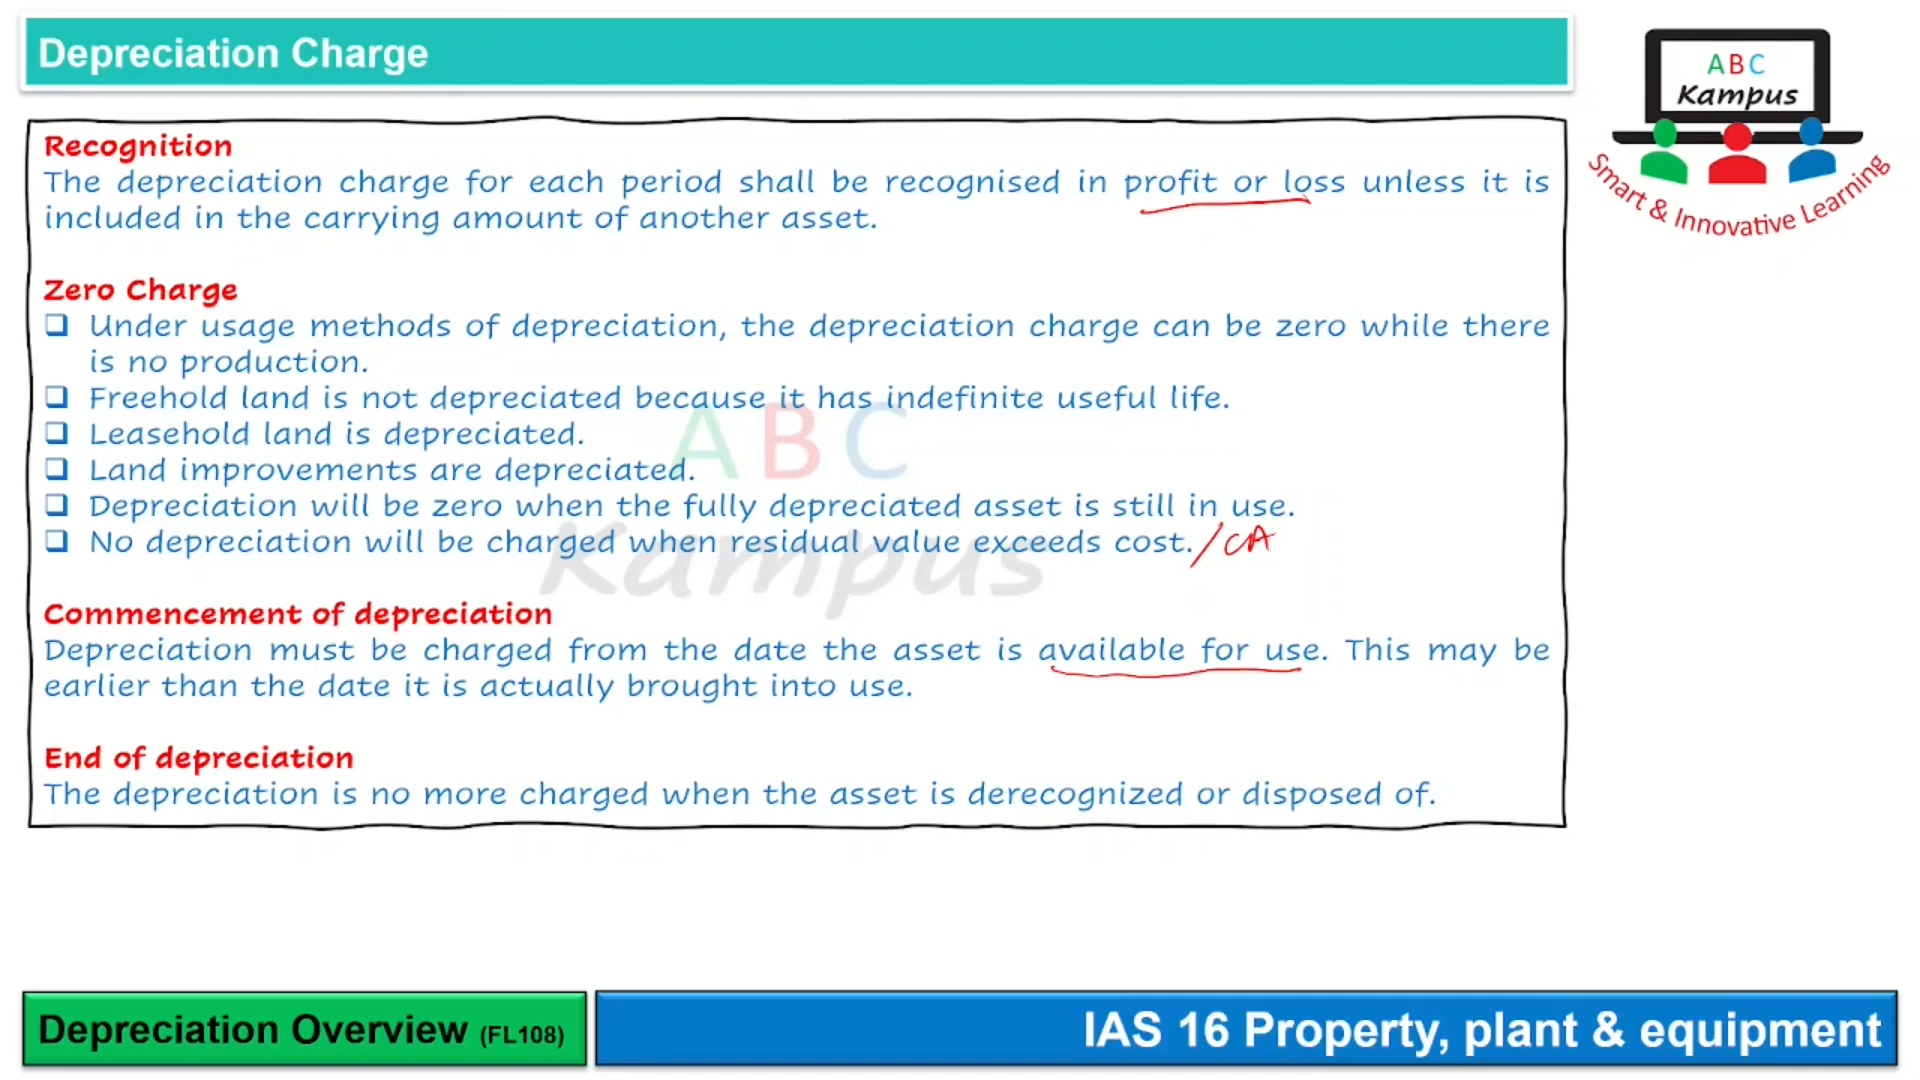 Depreciation Charge
ABC
Kampus
Smart & Innovative Learning
Recognition
The depreciation charge for each period shall be recognised in profit or loss unless it is
included in the carrying amount of another asset.
Zero Charge
❑ Under usage methods of depreciation, the depreciation charge can be zero while there
is no production.
❑ Freehold land is not depreciated because it has indefinite useful life.
❑ Leasehold land is depreciated.
❑ Land improvements are depreciated.
❑ Depreciation will be zero when the fully depreciated asset is still in use.
❑ No depreciation will be charged when residual value exceeds cost. / CA
ABC
Kampus
Commencement of depreciation
Depreciation must be charged from the date the asset is available for use. This may be
earlier than the date it is actually brought into use.
End of depreciation
The depreciation is no more charged when the asset is derecognized or disposed of.
Depreciation Overview (FL108)
IAS 16 Property, plant & equipment